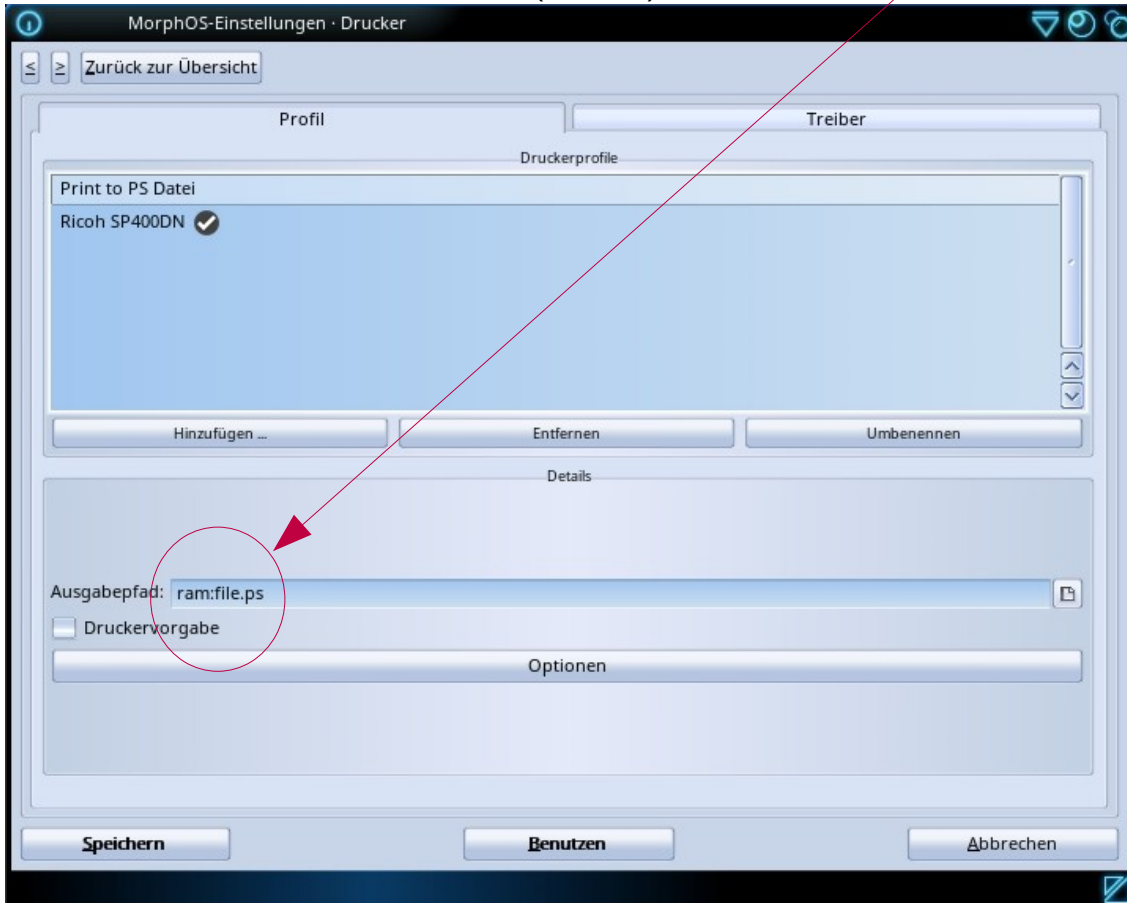 MorphOS-Einstellungen · Drucker
≤ ≥ Zurück zur Übersicht
Profil Treiber
Druckerprofile
Print to PS Datei
Ricoh SP400DN
Hinzufügen ... Entfernen Umbenennen
Details
Ausgabepfad: ram:file.ps
Druckervorgabe
Optionen
Speichern Benutzen Abbrechen